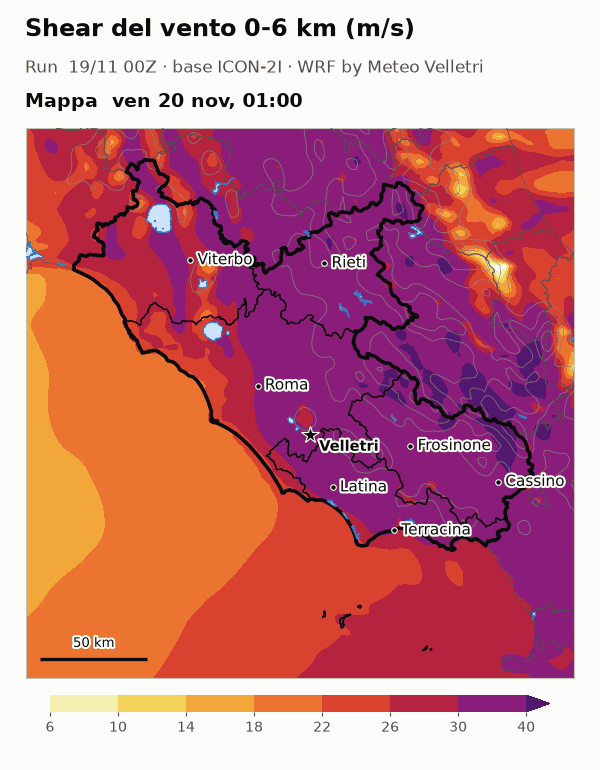 Shear del vento 0-6 km (m/s)
Run  19/11 00Z · base ICON-2I · WRF by Meteo Velletri
Mappa  ven 20 nov, 01:00
Viterbo
Rieti
Roma
Velletri
Frosinone
Latina
Cassino
Terracina
50 km
6 10 14 18 22 26 30 40